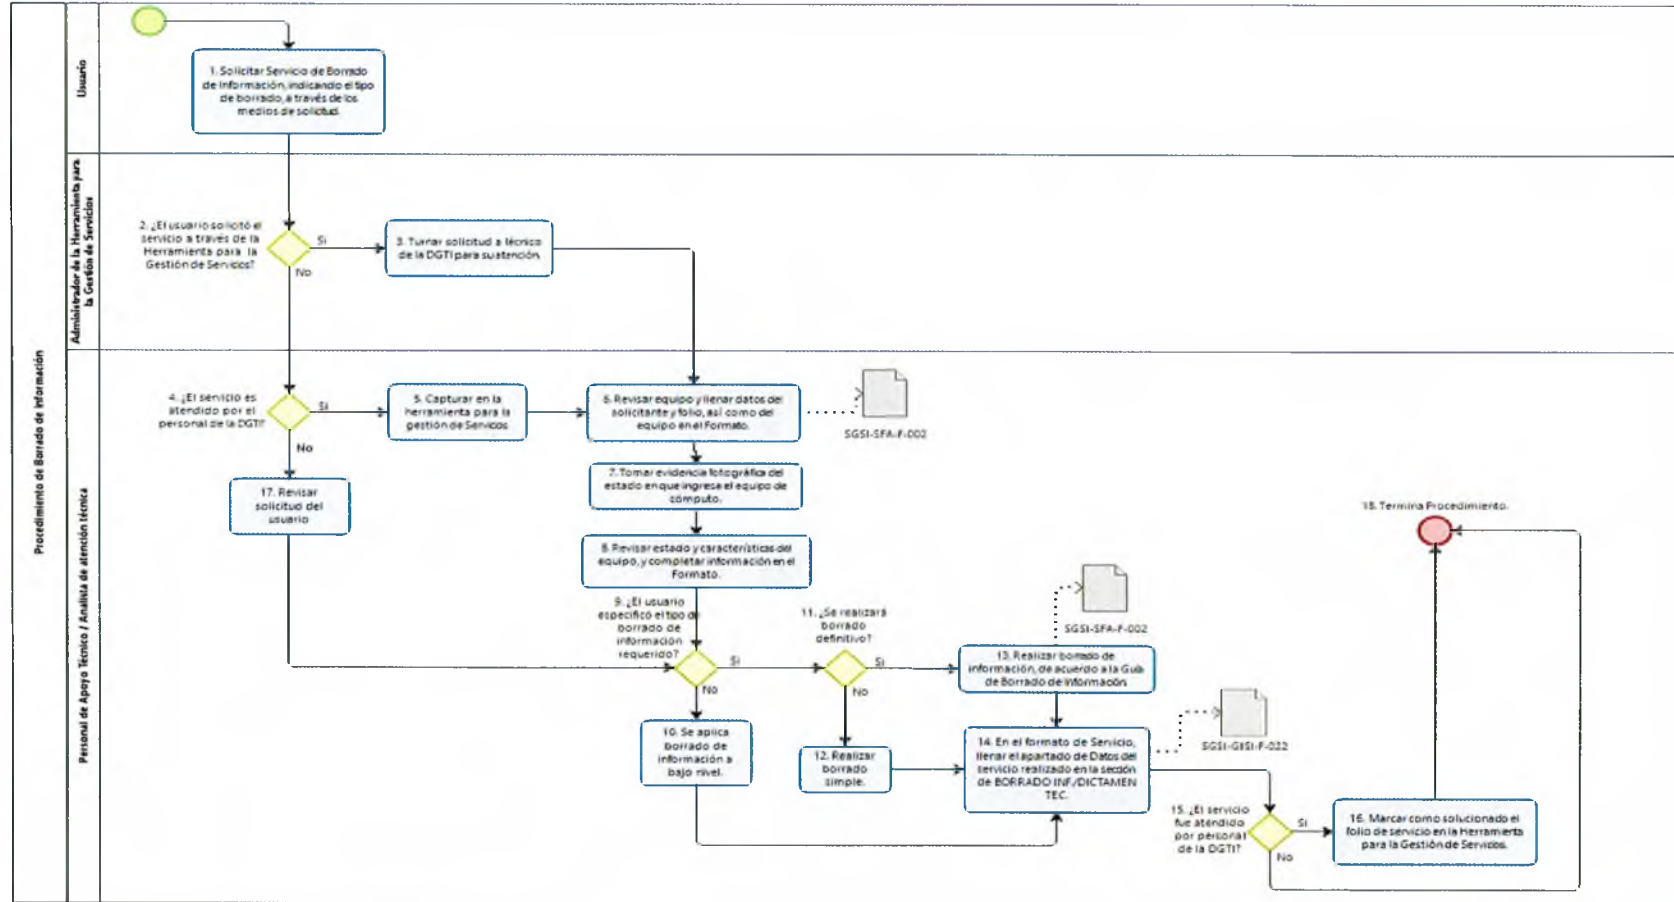 Procedimiento de Borrado de Información
Usuario
1. Solicitar Servicio de Borrado
de Información, indicando el tipo
de borrado, a través de los
medios de solicitud.
Administrador de la Herramienta para
la Gestión de Servicios
2. ¿El usuario solicitó el
servicio a través de la
Herramienta para la
Gestión de Servicios?
Si
No
3. Turnar solicitud a técnico
de la DGTI para su atención.
Personal de Apoyo Técnico / Analista de atención técnica
4. ¿El servicio es
atendido por el
personal de la DGTI?
Si
No
5. Capturar en la
herramienta para la
gestión de Servicios
6. Revisar equipo y llenar datos del
solicitante y folio, así como del
equipo en el Formato.
SGSI-SFA-F-002
7. Tomar evidencia fotográfica del
estado en que ingresa el equipo de
cómputo.
17. Revisar
solicitud del
usuario
8. Revisar estado y características del
equipo, y completar información en el
Formato.
18. Termina Procedimiento.
9. ¿El usuario
especificó el tipo de
borrado de
información
requerido?
Si
No
11. ¿Se realizará
borrado
definitivo?
Si
No
SGSI-SFA-F-002
13. Realizar borrado de
información, de acuerdo a la Guía
de Borrado de Información
10. Se aplica
borrado de
información a
bajo nivel.
12. Realizar
borrado
simple.
14. En el formato de Servicio,
llenar el apartado de Datos del
servicio realizado en la sección
de BORRADO INF./DICTAMEN
TEC.
SGSI-GISI-F-022
15. ¿El servicio
fue atendido
por personal
de la DGTI?
Si
No
16. Marcar como solucionado el
folio de servicio en la Herramienta
para la Gestión de Servicios.